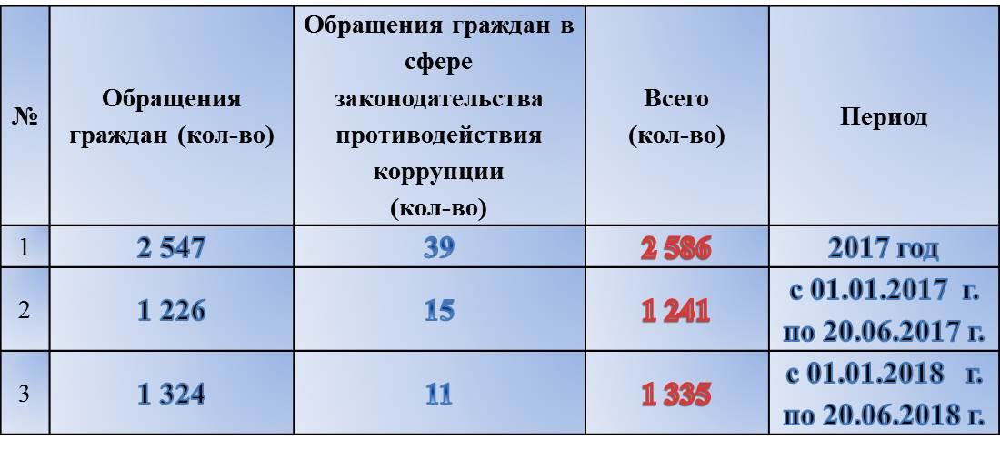 №
Обращения
граждан (кол-во)
Обращения граждан в
сфере
законодательства
противодействия
коррупции
(кол-во)
Всего
(кол-во)
Период
1
2 547
39
2 586
2017 год
2
1 226
15
1 241
с 01.01.2017 г.
по 20.06.2017 г.
3
1 324
11
1 335
с 01.01.2018 г.
по 20.06.2018 г.